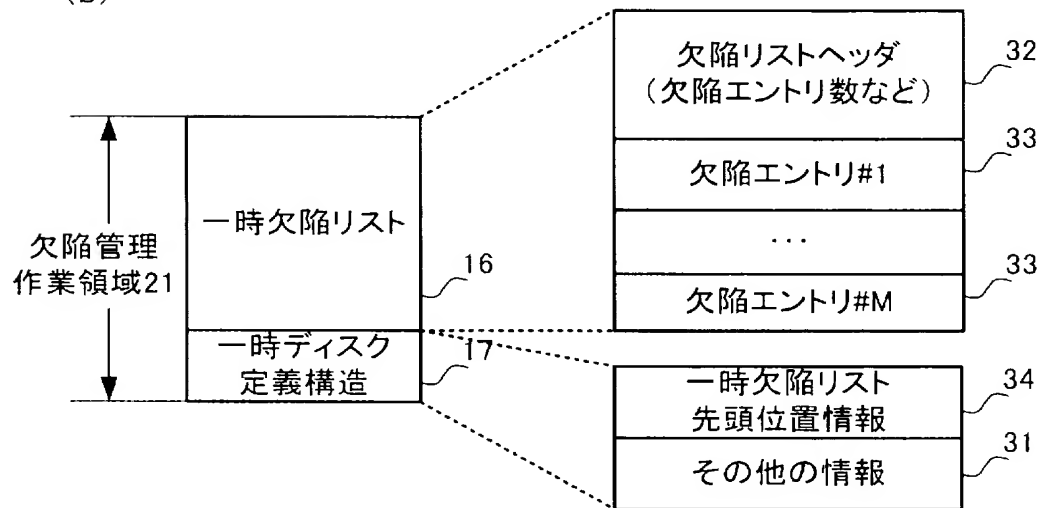 欠陥管理
作業領域21
一時欠陥リスト
16
一時ディスク
定義構造
17
欠陥リストヘッダ
(欠陥エントリ数など)
32
欠陥エントリ#1
33
...
欠陥エントリ#M
33
一時欠陥リスト
先頭位置情報
34
その他の情報
31